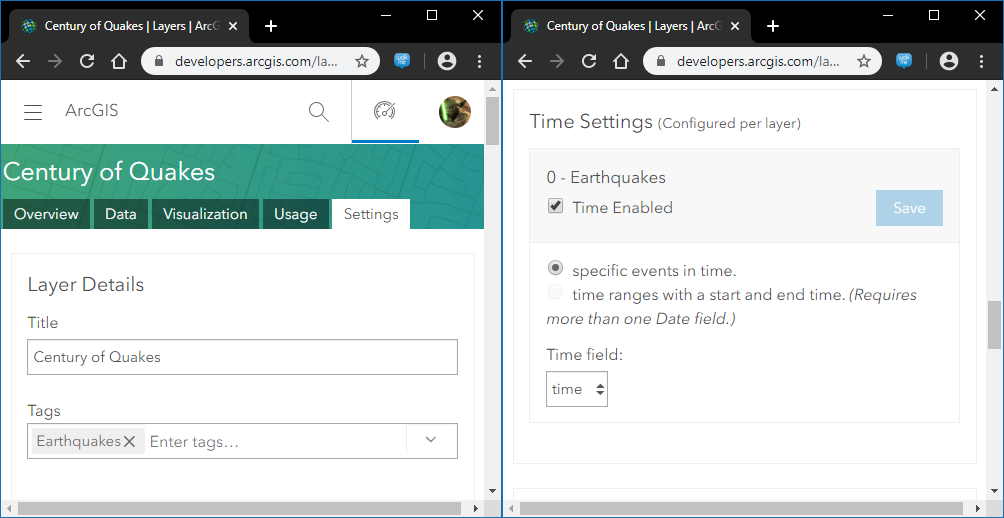 Century of Quakes | Layers | ArcG
developers.arcgis.com/la...
ArcGIS
Century of Quakes
Overview
Data
Visualization
Usage
Settings
Layer Details
Title
Century of Quakes
Tags
Earthquakes
Enter tags...
Century of Quakes | Layers | ArcG
developers.arcgis.com/la...
Time Settings (Configured per layer)
0 - Earthquakes
Time Enabled
Save
specific events in time.
time ranges with a start and end time. (Requires
more than one Date field.)
Time field:
time